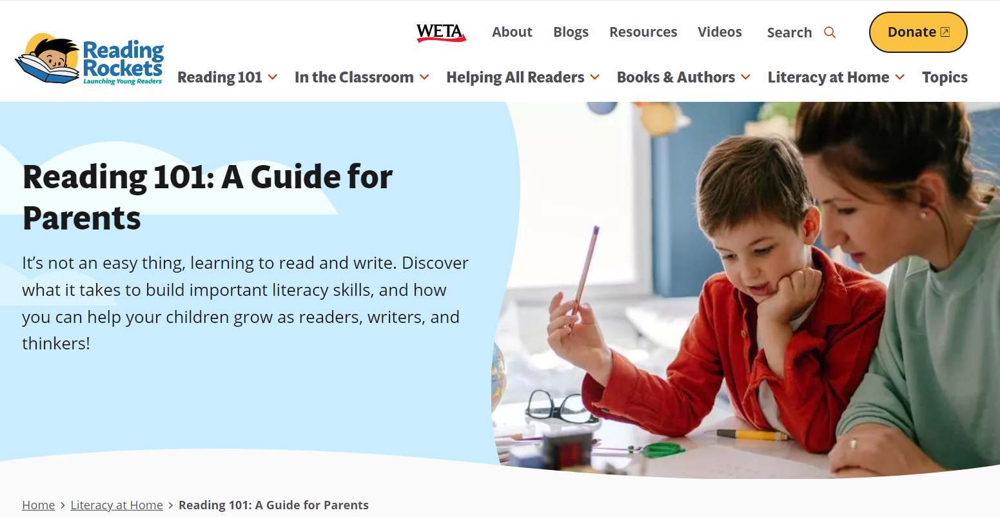 WETA
About
Blogs
Resources
Videos
Search
Donate
Reading
Rockets
Launching Young Readers
Reading 101
In the Classroom
Helping All Readers
Books & Authors
Literacy at Home
Topics
Reading 101: A Guide for
Parents
It’s not an easy thing, learning to read and write. Discover
what it takes to build important literacy skills, and how
you can help your children grow as readers, writers, and
thinkers!
Home > Literacy at Home > Reading 101: A Guide for Parents